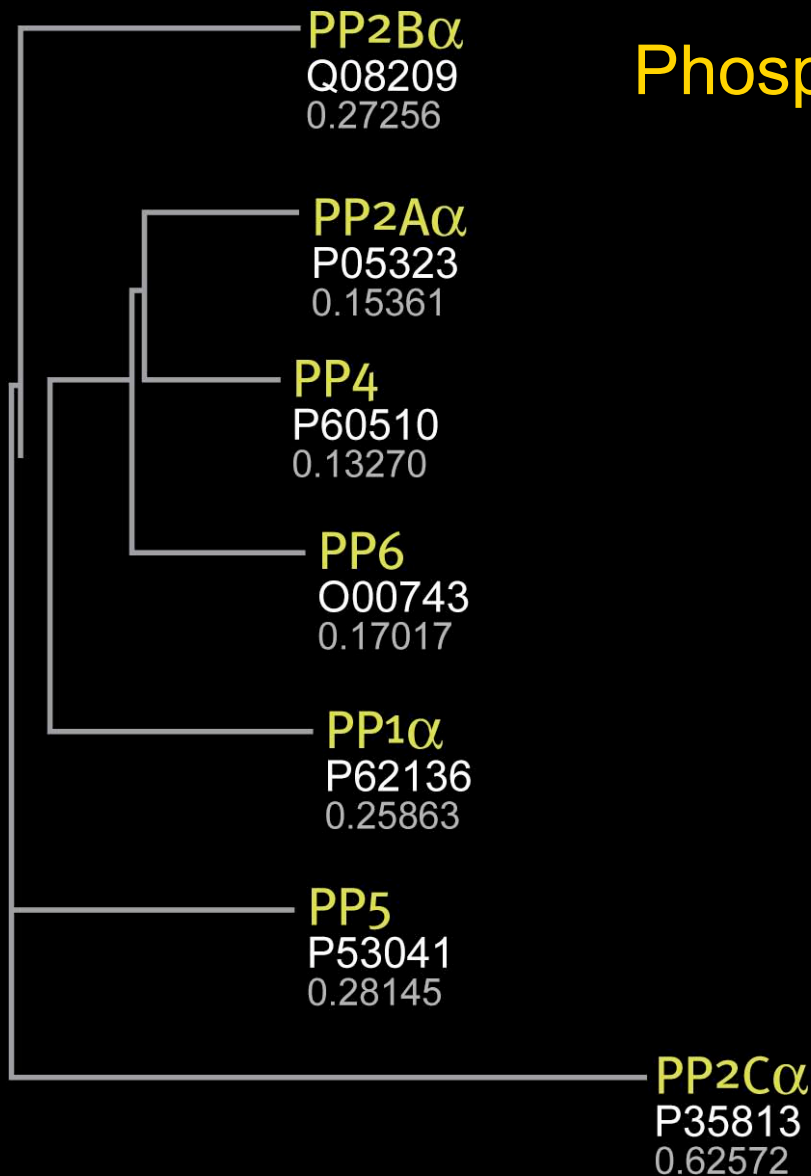 PP2Bα
Q08209
0.27256
Phosp
PP2Aα
P05323
0.15361
PP4
P60510
0.13270
PP6
O00743
0.17017
PP1α
P62136
0.25863
PP5
P53041
0.28145
PP2Cα
P35813
0.62572